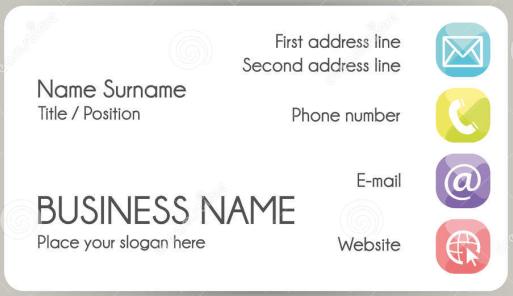 First address line
Second address line
Name Surname
Title / Position
Phone number
E-mail
BUSINESS NAME
Place your slogan here
Website